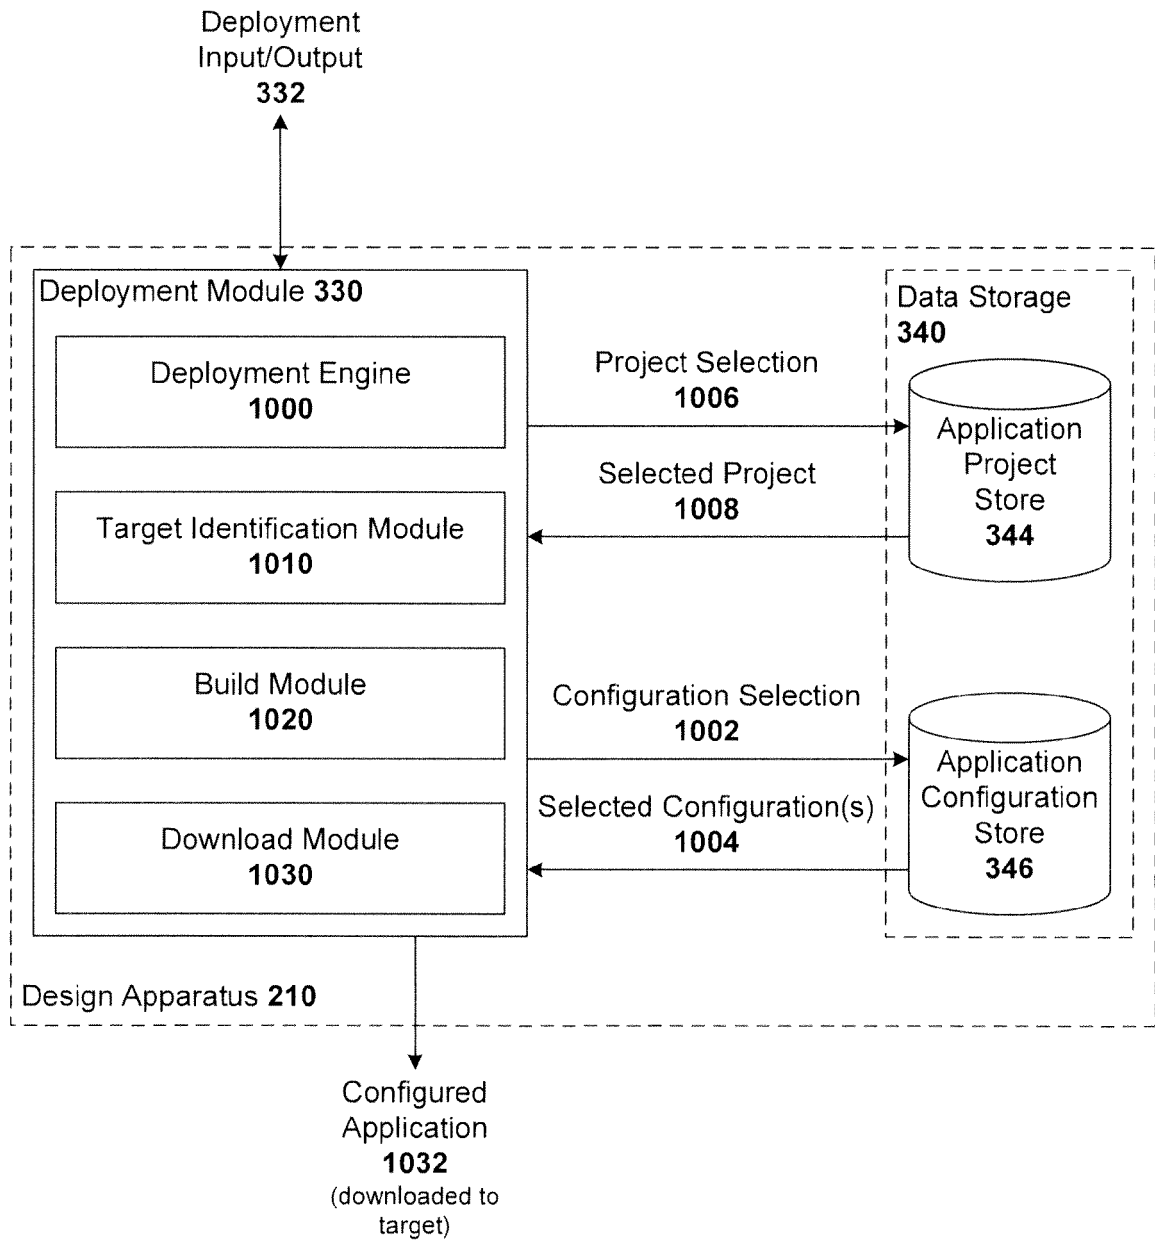 Deployment
Input/Output
332
Deployment Module 330
Deployment Engine
1000
Target Identification Module
1010
Build Module
1020
Download Module
1030
Project Selection
1006
Selected Project
1008
Configuration Selection
1002
Selected Configuration(s)
1004
Data Storage
340
Application
Project
Store
344
Application
Configuration
Store
346
Design Apparatus 210
Configured
Application
1032
(downloaded to
target)